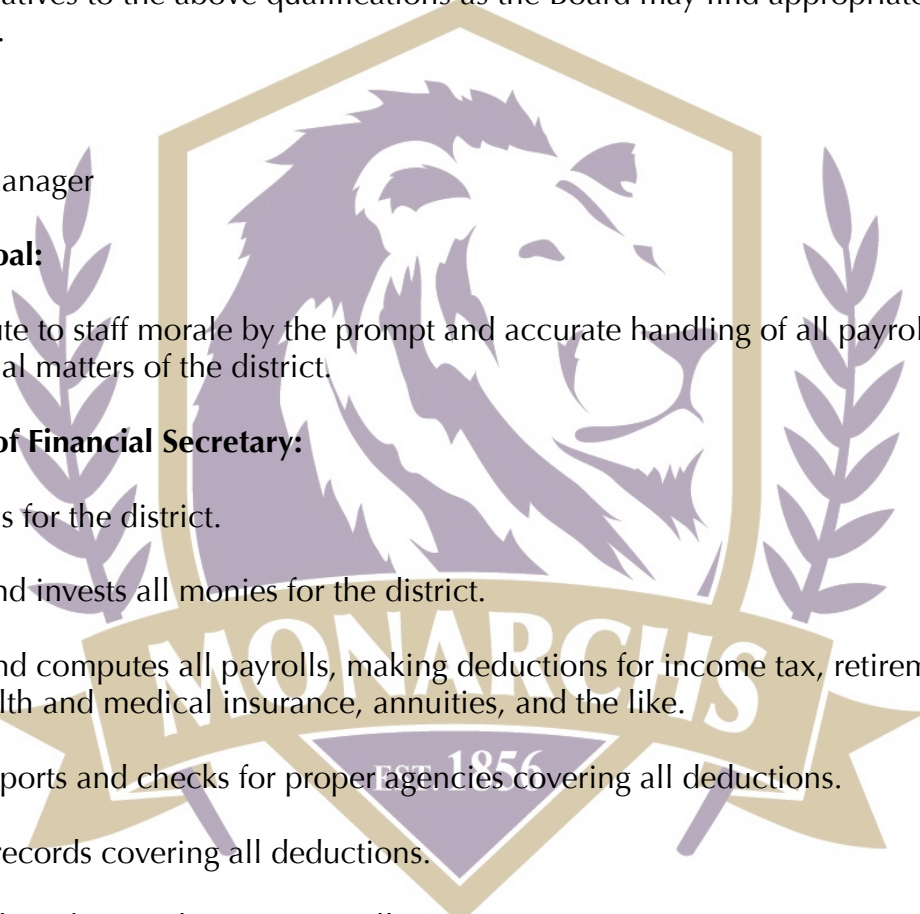 atives to the above qualifications as the Board may find appropriate
.
anager
oal:
ute to staff morale by the prompt and accurate handling of all payrol
al matters of the district.
of Financial Secretary:
s for the district.
nd invests all monies for the district.
nd computes all payrolls, making deductions for income tax, retirem
lth and medical insurance, annuities, and the like.
ports and checks for proper agencies covering all deductions.
records covering all deductions.
MONARCHS
EST 1856